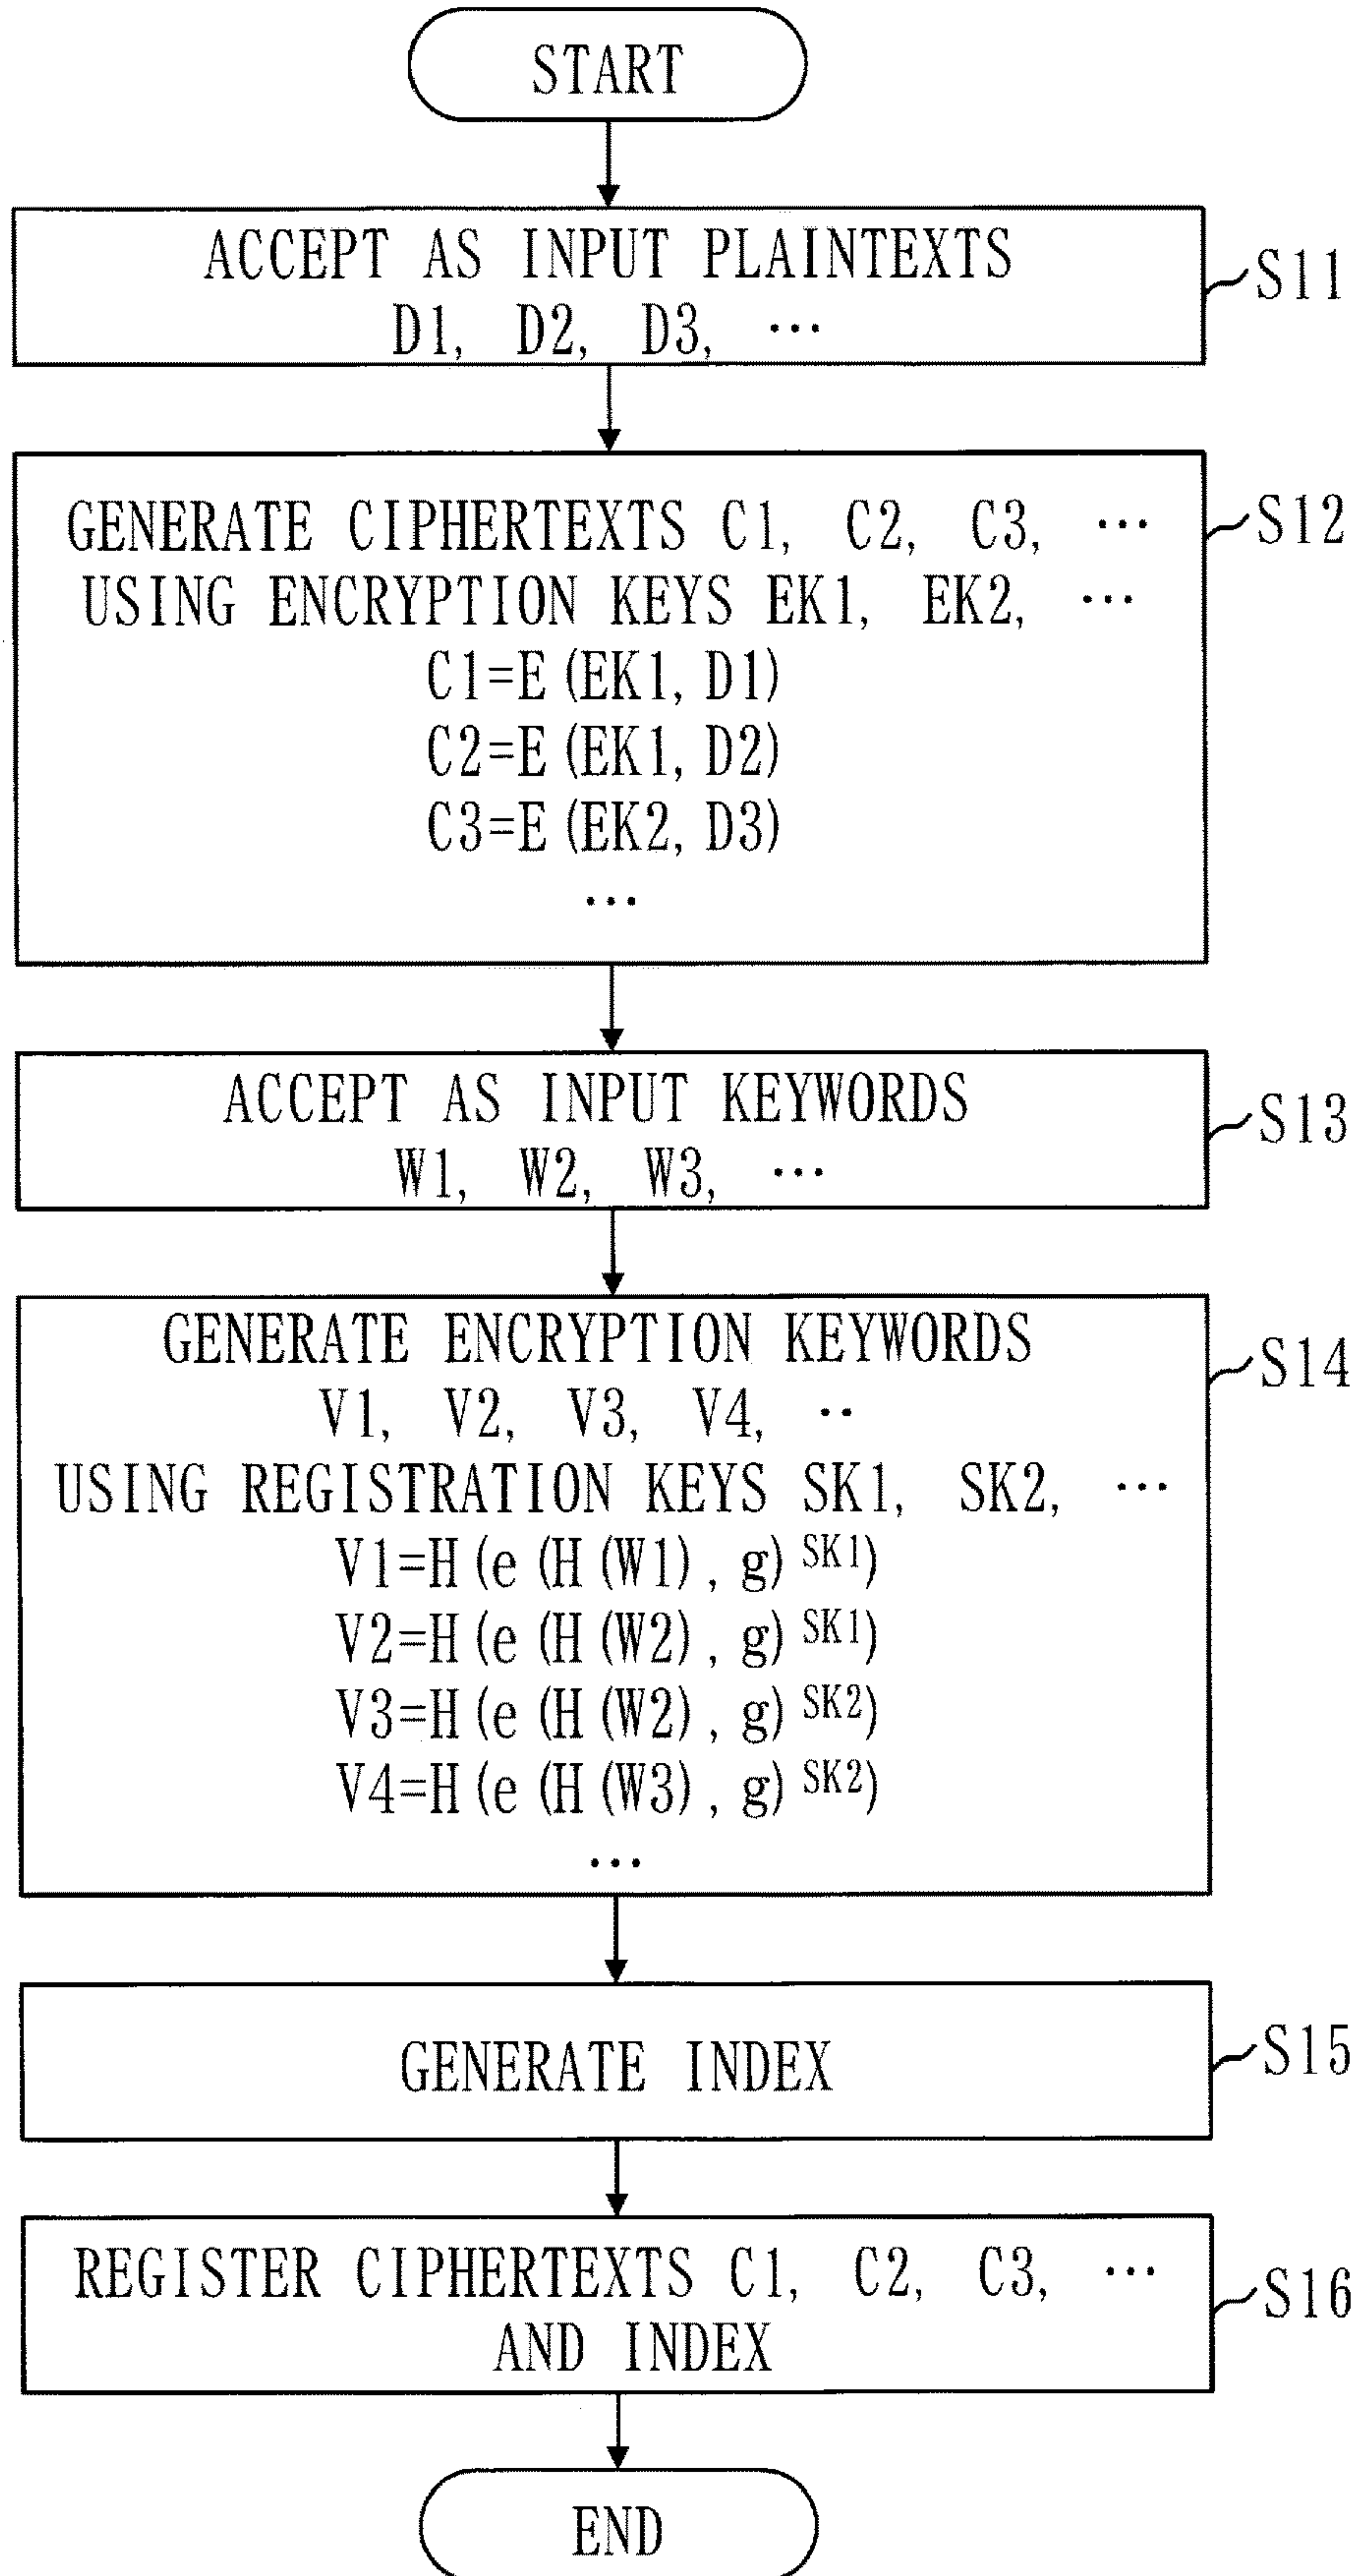 START
ACCEPT AS INPUT PLAINTEXTS
D1, D2, D3, ···
S11
GENERATE CIPHERTEXTS C1, C2, C3, ···
USING ENCRYPTION KEYS EK1, EK2, ···
C1=E(EK1, D1)
C2=E(EK1, D2)
C3=E(EK2, D3)
···
S12
ACCEPT AS INPUT KEYWORDS
W1, W2, W3, ···
S13
GENERATE ENCRYPTION KEYWORDS
V1, V2, V3, V4, ··
USING REGISTRATION KEYS SK1, SK2, ···
V1=H(e(H(W1), g)^SK1)
V2=H(e(H(W2), g)^SK1)
V3=H(e(H(W2), g)^SK2)
V4=H(e(H(W3), g)^SK2)
···
S14
GENERATE INDEX
S15
REGISTER CIPHERTEXTS C1, C2, C3, ···
AND INDEX
S16
END